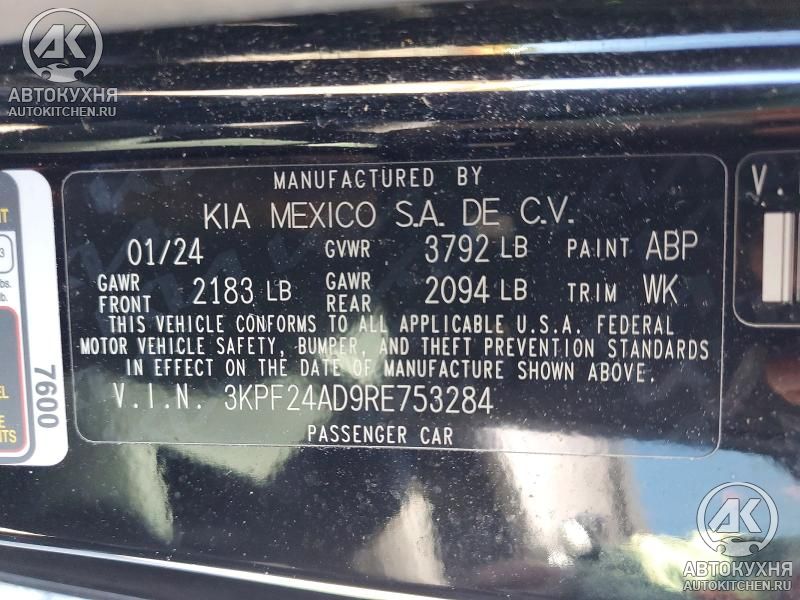 АК
АВТОКУХНЯ
AUTOKITCHEN.RU
MANUFACTURED BY
KIA MEXICO S.A. DE C.V.
01/24 GVWR 3792 LB PAINT ABP
GAWR FRONT 2183 LB GAWR REAR 2094 LB TRIM WK
THIS VEHICLE CONFORMS TO ALL APPLICABLE U.S.A. FEDERAL
MOTOR VEHICLE SAFETY, BUMPER, AND THEFT PREVENTION STANDARDS
IN EFFECT ON THE DATE OF MANUFACTURE SHOWN ABOVE.
V.I.N. 3KPF24AD9RE753284
PASSENGER CAR
7600
V.
АК
АВТОКУХНЯ
AUTOKITCHEN.RU